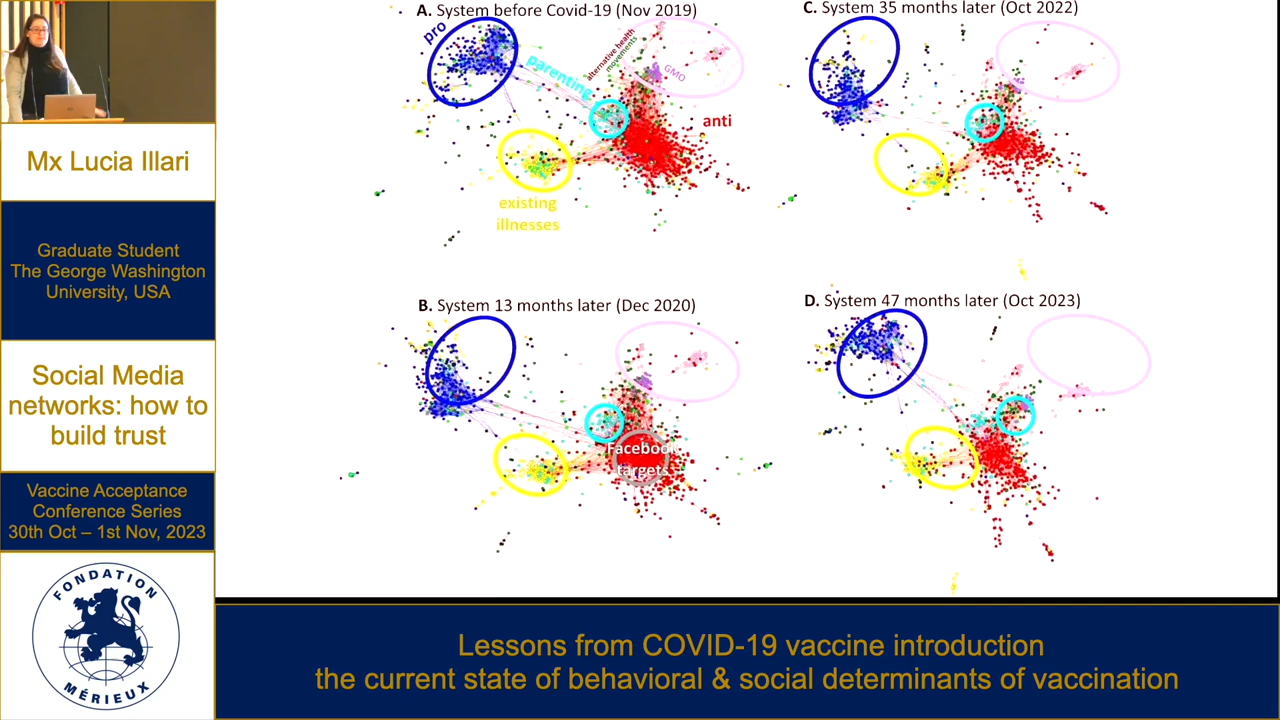 Mx Lucia Illari
Graduate Student
The George Washington
University, USA
Social Media
networks: how to
build trust
Vaccine Acceptance
Conference Series
30th Oct – 1st Nov, 2023
FONDATION
MÉRIEUX
A. System before Covid-19 (Nov 2019)
pro
parenting
alternative health
movements
GMO
anti
existing
illnesses
B. System 13 months later (Dec 2020)
Facebook
targets
C. System 35 months later (Oct 2022)
D. System 47 months later (Oct 2023)
Lessons from COVID-19 vaccine introduction
the current state of behavioral & social determinants of vaccination